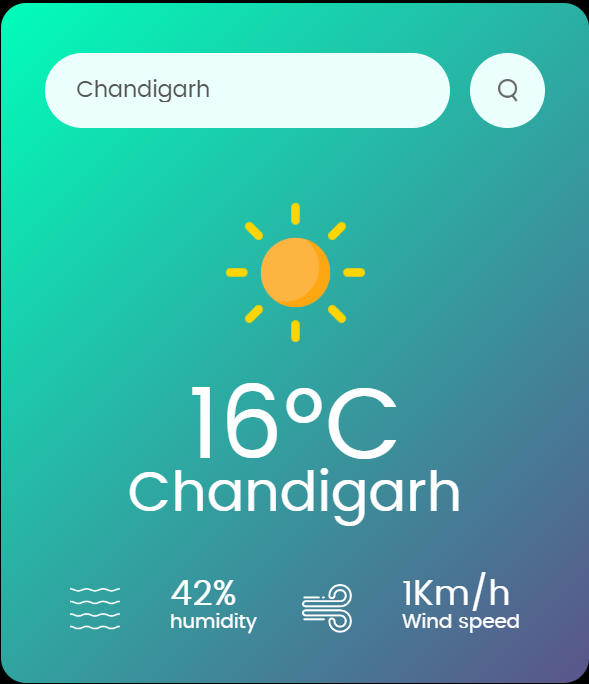 Chandigarh
16°C
Chandigarh
42%
humidity
1Km/h
Wind speed